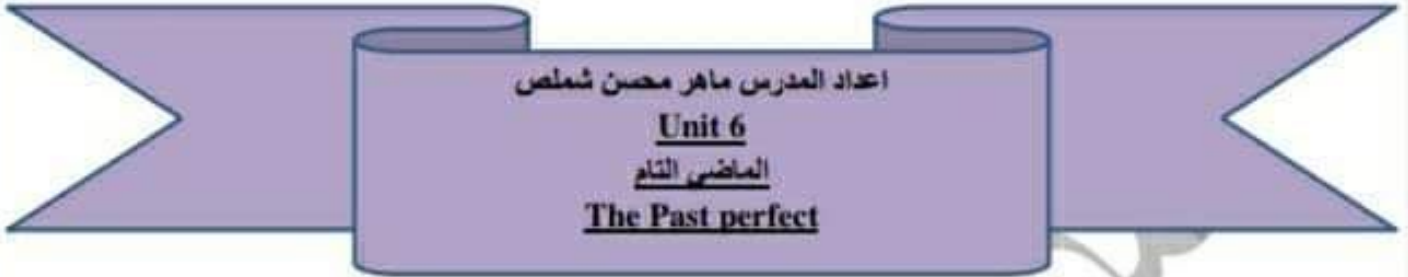 اعداد المدرس ماهر محسن شملص
Unit 6
الماضي التام
The Past perfect